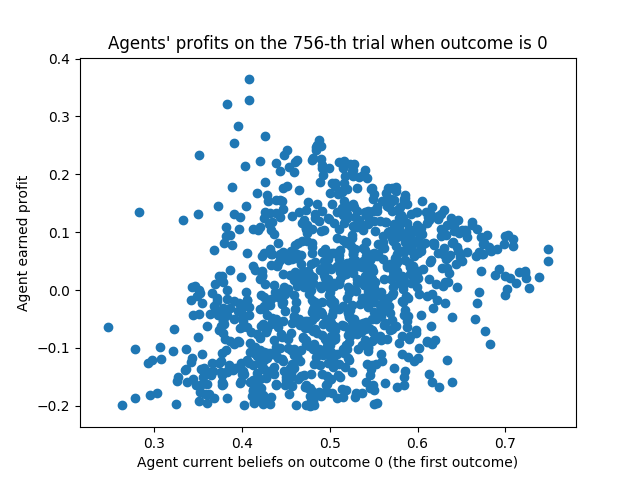 Agents' profits on the 756-th trial when outcome is 0
0.4
0.3
0.2
0.1
0.0
−0.1
−0.2
Agent earned profit
0.3 0.4 0.5 0.6 0.7
Agent current beliefs on outcome 0 (the first outcome)